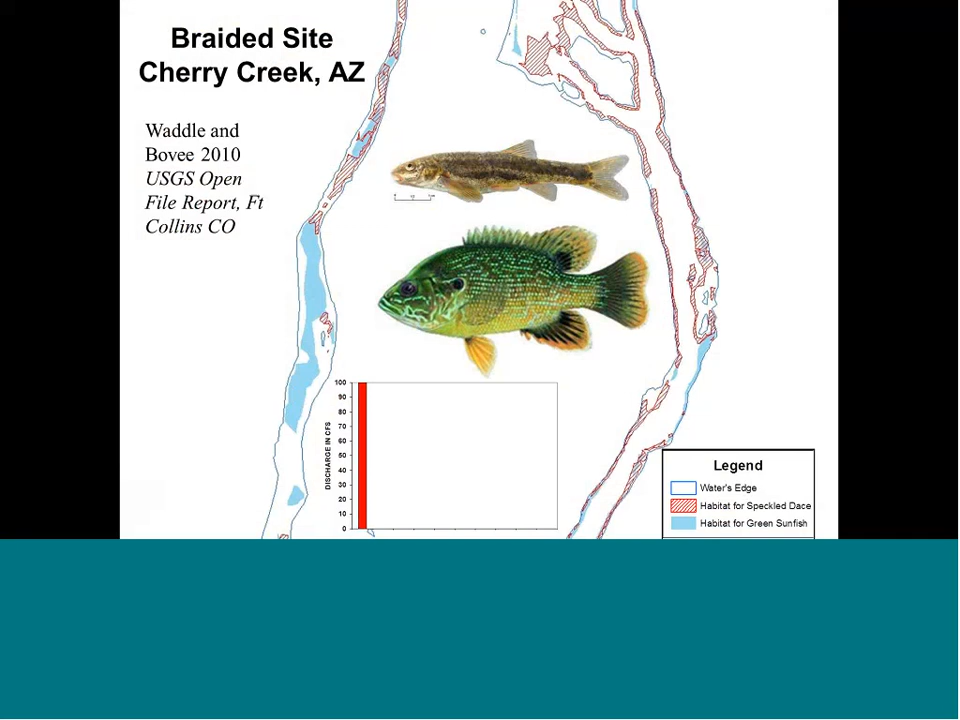 Braided Site
Cherry Creek, AZ
Waddle and
Bovee 2010
USGS Open
File Report, Ft
Collins CO
100
90
80
70
60
50
40
30
20
10
0
DISCHARGE IN CFS
Legend
Water's Edge
Habitat for Speckled Dace
Habitat for Green Sunfish